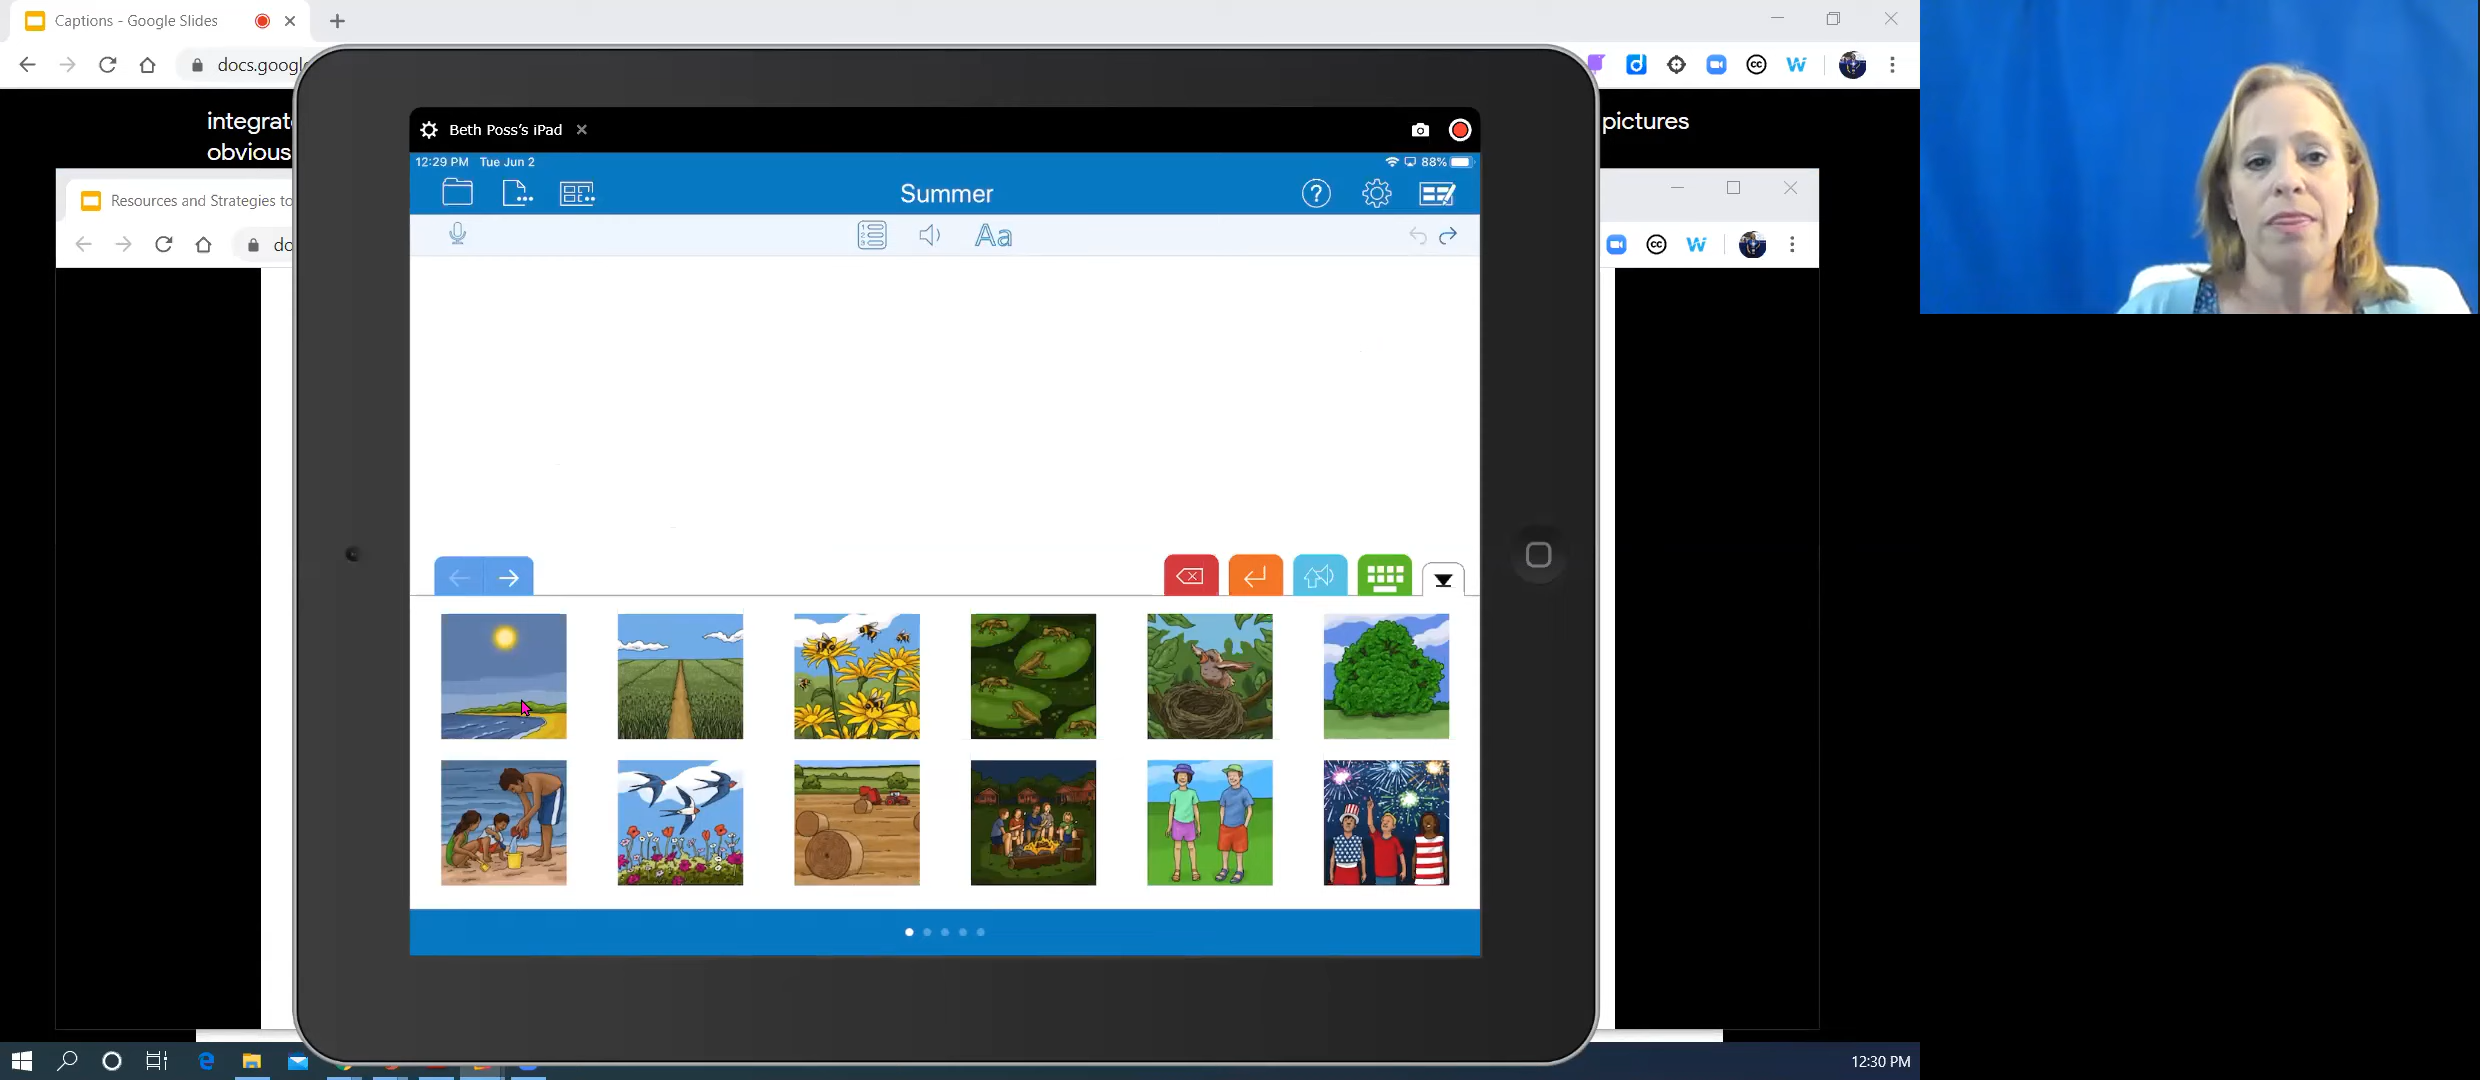 Captions - Google Slides
docs.google
integrat
obvious
pictures
Resources and Strategies to
do
Beth Poss's iPad
12:29 PM Tue Jun 2
88%
Summer
Aa
12:30 PM